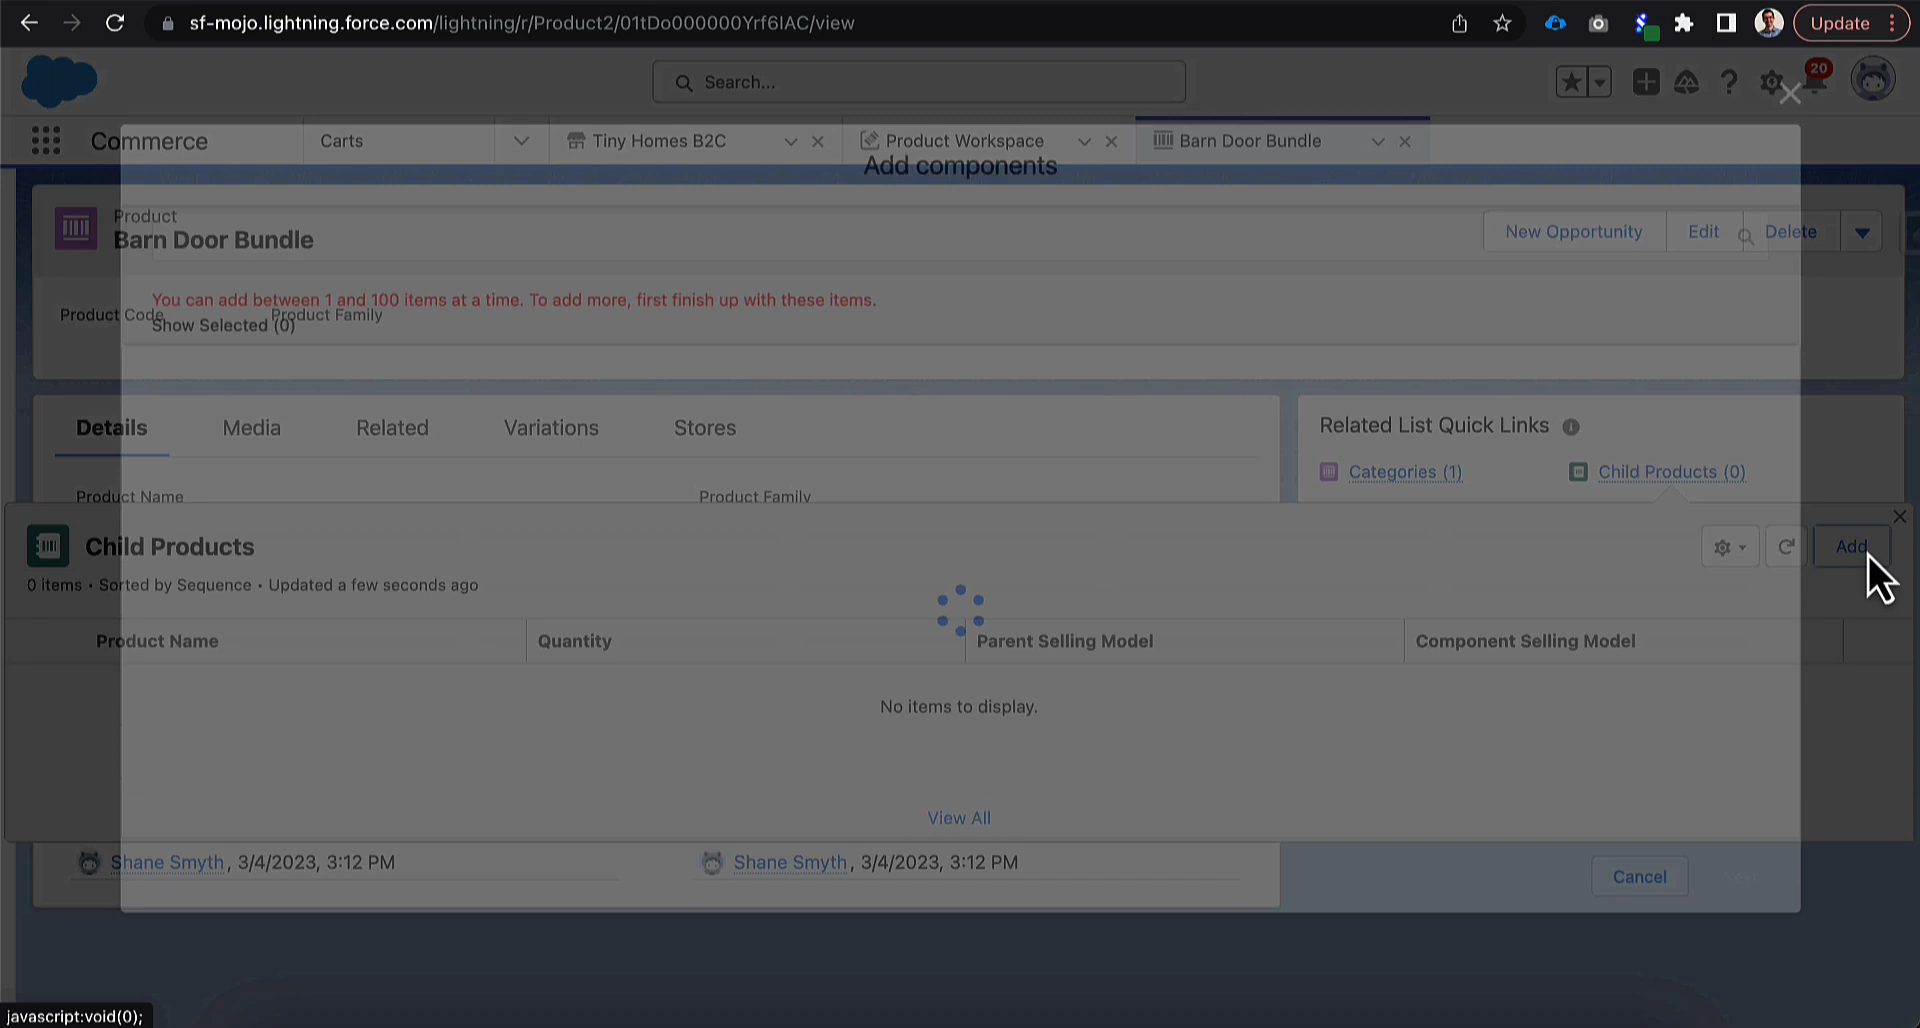 sf-mojo.lightning.force.com/lightning/r/Product2/01tDo000000Yrf6IAC/view
Update
Search...
20
Commerce
Carts
Tiny Homes B2C
Product Workspace
Barn Door Bundle
Add components
Product
Barn Door Bundle
New Opportunity
Edit
Delete
You can add between 1 and 100 items at a time. To add more, first finish up with these items.
Product Code
Product Family
Show Selected (0)
Details
Media
Related
Variations
Stores
Related List Quick Links
Categories (1)
Child Products (0)
Product Name
Product Family
Child Products
Add
0 items • Sorted by Sequence • Updated a few seconds ago
Product Name
Quantity
Parent Selling Model
Component Selling Model
No items to display.
View All
Shane Smyth, 3/4/2023, 3:12 PM
Shane Smyth, 3/4/2023, 3:12 PM
Cancel
javascript:void(0);